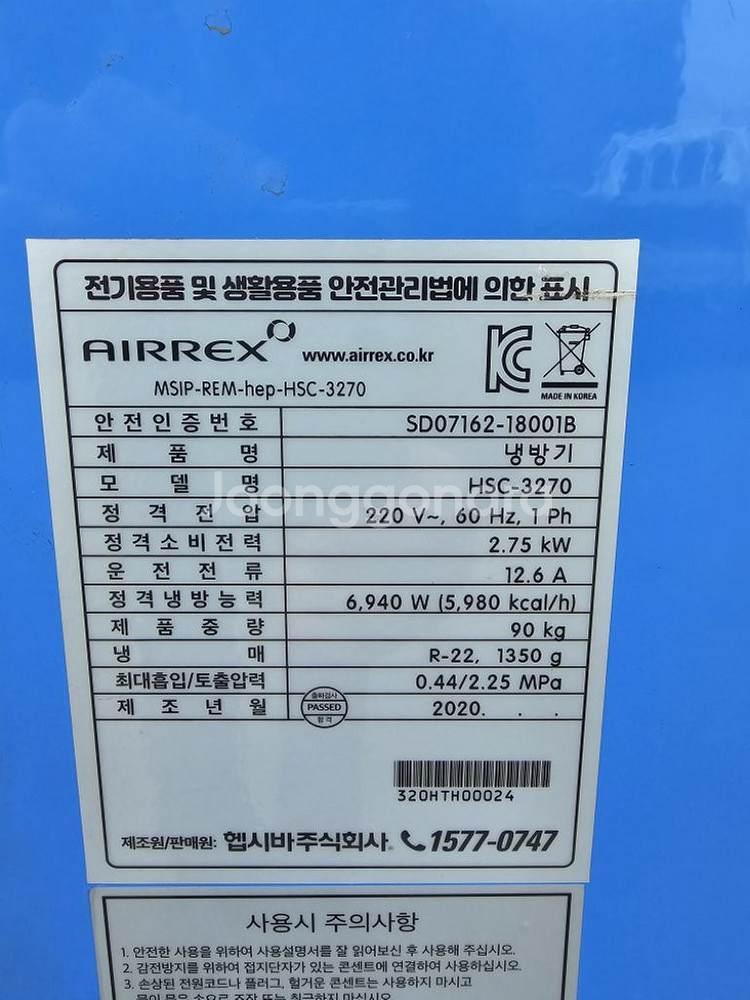 전기용품 및 생활용품 안전관리법에 의한 표시
AIRREX www.airrex.co.kr
MSIP-REM-hep-HSC-3270
MADE IN KOREA
안전인증번호 SD07162-18001B
제품명 냉방기
모델명 HSC-3270
정격전압 220 V~, 60 Hz, 1 Ph
정격소비전력 2.75 kW
운전전류 12.6 A
정격냉방능력 6,940 W (5,980 kcal/h)
제품중량 90 kg
냉매 R-22, 1350 g
최대흡입/토출압력 0.44/2.25 MPa
제조년월 출하검사 PASSED 합격 2020. . .
320HTH00024
제조원/판매원: 헵시바주식회사 1577-0747
사용시 주의사항
1. 안전한 사용을 위하여 사용설명서를 잘 읽어보신 후 사용해 주십시오.
2. 감전방지를 위하여 접지단자가 있는 콘센트에 연결하여 사용하십시오.
3. 손상된 전원코드나 플러그, 헐거운 콘센트는 사용하지 마시고
Joonggonara